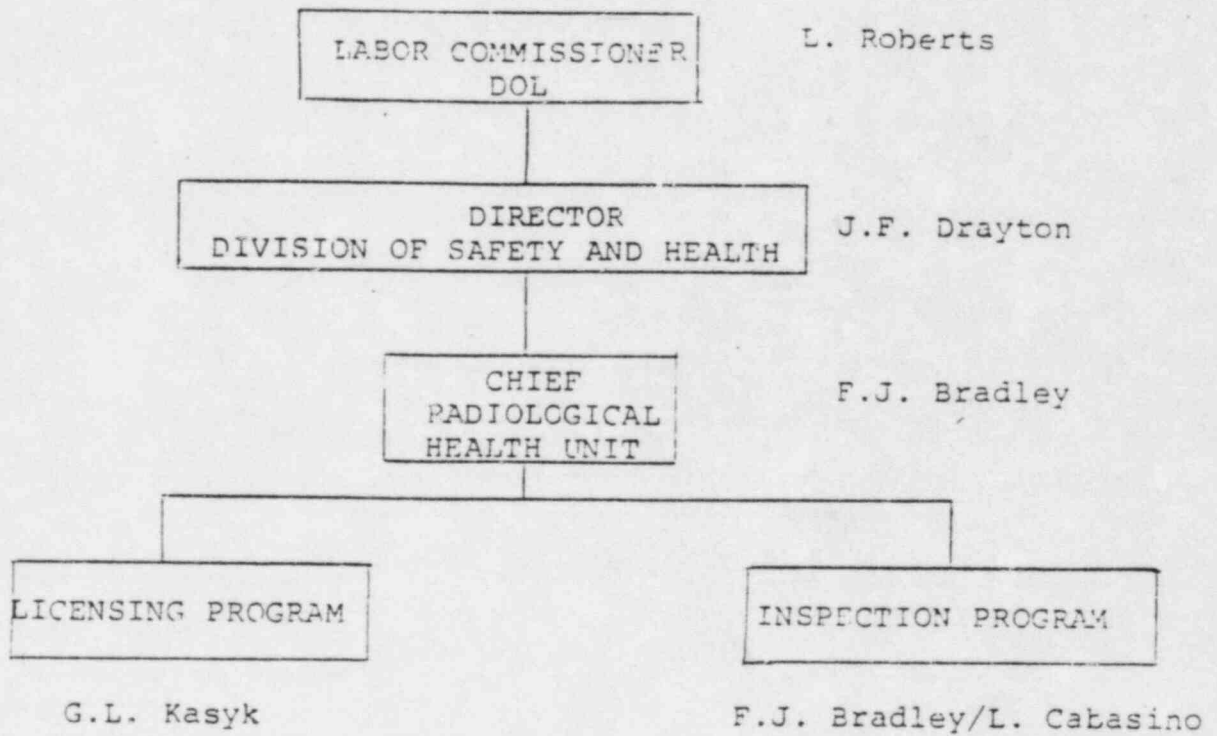 LABOR COMMISSIONER
DOL
L. Roberts
DIRECTOR
DIVISION OF SAFETY AND HEALTH
J.F. Drayton
CHIEF
RADIOLOGICAL
HEALTH UNIT
F.J. Bradley
LICENSING PROGRAM
INSPECTION PROGRAM
G.L. Kasyk
F.J. Bradley/L. Cabasino